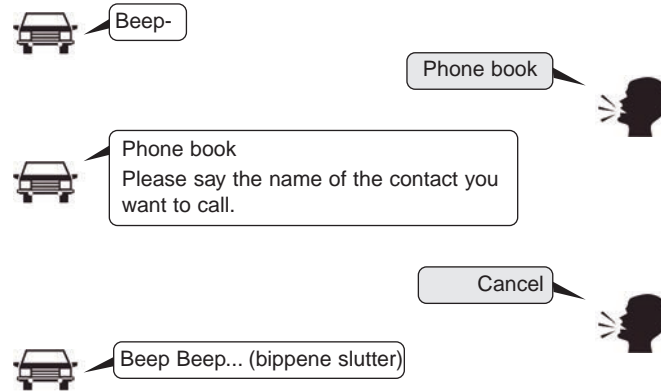 Beep-
Phone book
Phone book
Please say the name of the contact you
want to call.
Cancel
Beep Beep... (bippene slutter)